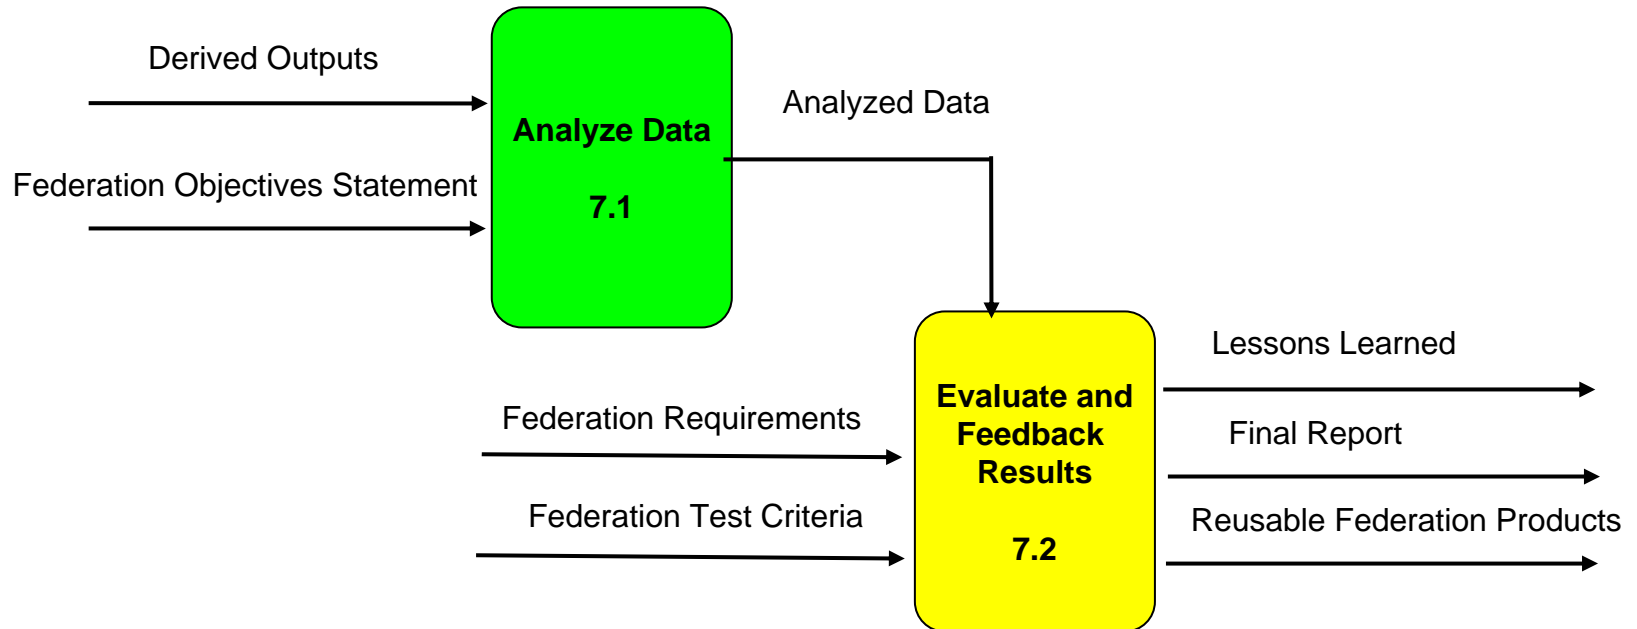 Derived Outputs
Federation Objectives Statement
Analyze Data
7.1
Analyzed Data
Federation Requirements
Federation Test Criteria
Evaluate and
Feedback
Results
7.2
Lessons Learned
Final Report
Reusable Federation Products